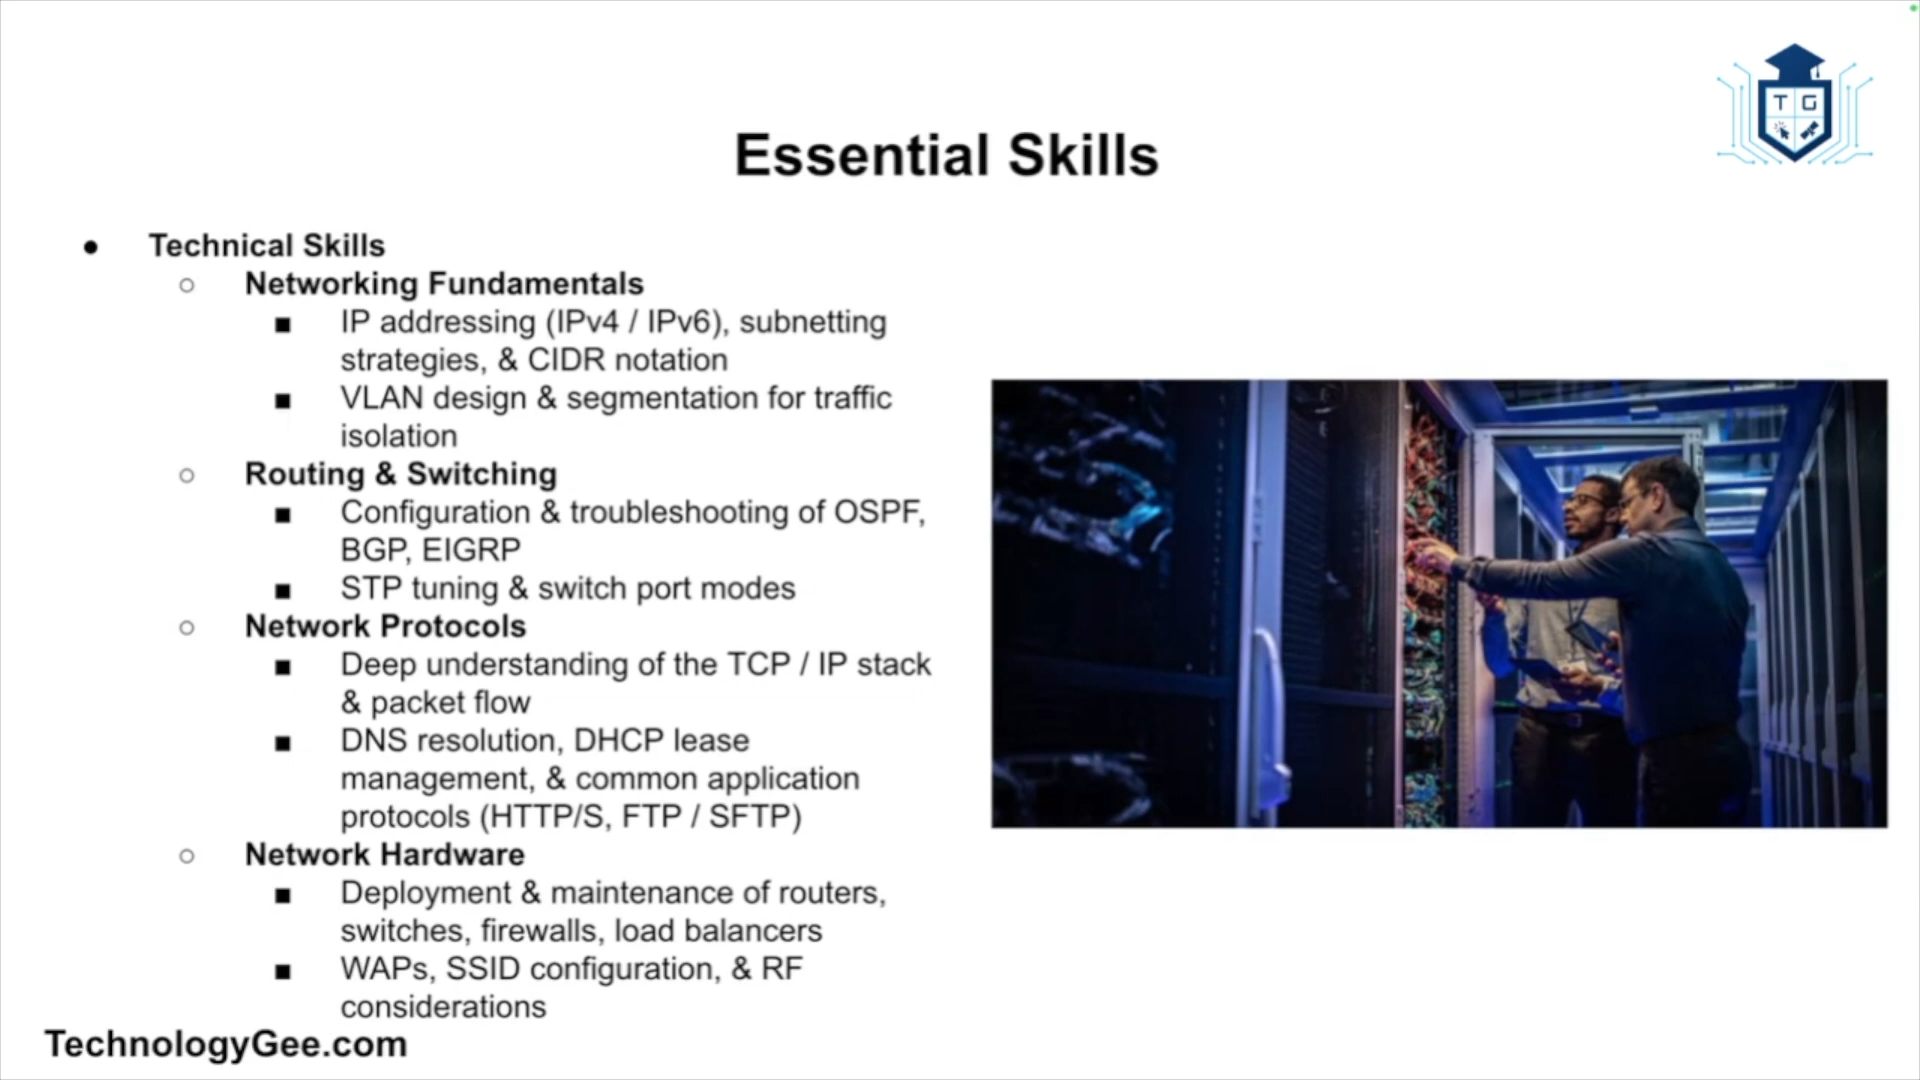 T G
Essential Skills
● Technical Skills
○ Networking Fundamentals
■ IP addressing (IPv4 / IPv6), subnetting
strategies, & CIDR notation
■ VLAN design & segmentation for traffic
isolation
○ Routing & Switching
■ Configuration & troubleshooting of OSPF,
BGP, EIGRP
■ STP tuning & switch port modes
○ Network Protocols
■ Deep understanding of the TCP / IP stack
& packet flow
■ DNS resolution, DHCP lease
management, & common application
protocols (HTTP/S, FTP / SFTP)
○ Network Hardware
■ Deployment & maintenance of routers,
switches, firewalls, load balancers
■ WAPs, SSID configuration, & RF
considerations
TechnologyGee.com